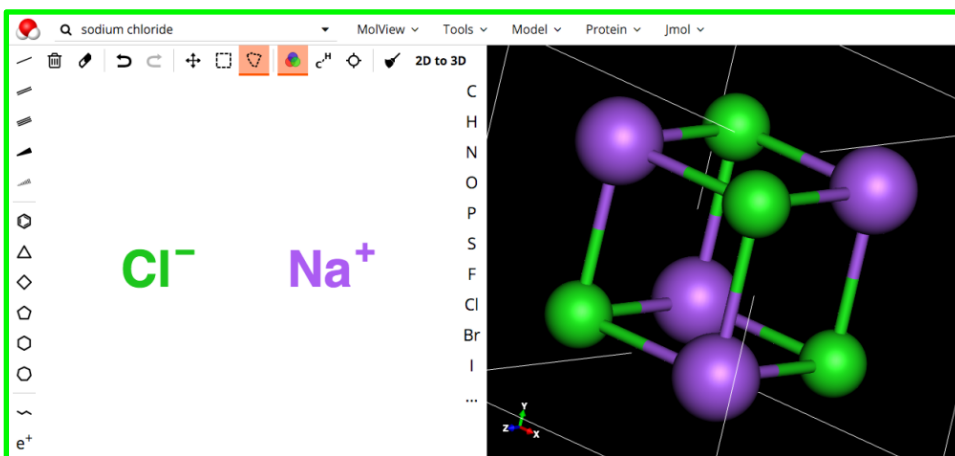 sodium chloride MolView Tools Model Protein Jmol
C H 2D to 3D
C
H
N
O
P
S
F
Cl
Br
I
...
Cl⁻ Na⁺
e⁺
Y
Z X